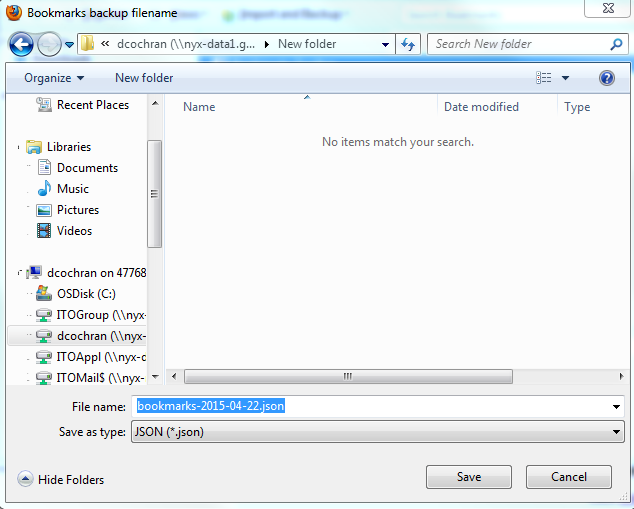 Bookmarks backup filename
« dcochran (\\nyx-data1.g... ▸ New folder
Search New folder
Organize
New folder
Recent Places
Libraries
Documents
Music
Pictures
Videos
dcochran on 47768
OSDisk (C:)
ITOGroup (\\nyx-
dcochran (\\nyx-
ITOAppl (\\nyx-d
ITOMail$ (\\nyx-
Name
Date modified
Type
No items match your search.
File name: bookmarks-2015-04-22.json
Save as type: JSON (*.json)
Hide Folders
Save
Cancel